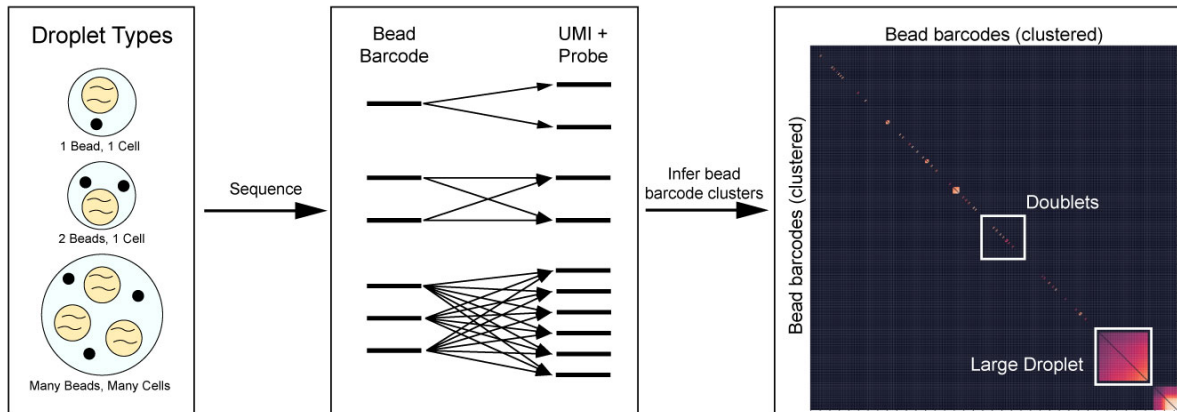 Droplet Types
1 Bead, 1 Cell
2 Beads, 1 Cell
Many Beads, Many Cells
Sequence
Bead
Barcode
UMI +
Probe
Infer bead
barcode clusters
Bead barcodes (clustered)
Bead barcodes (clustered)
Doublets
Large Droplet